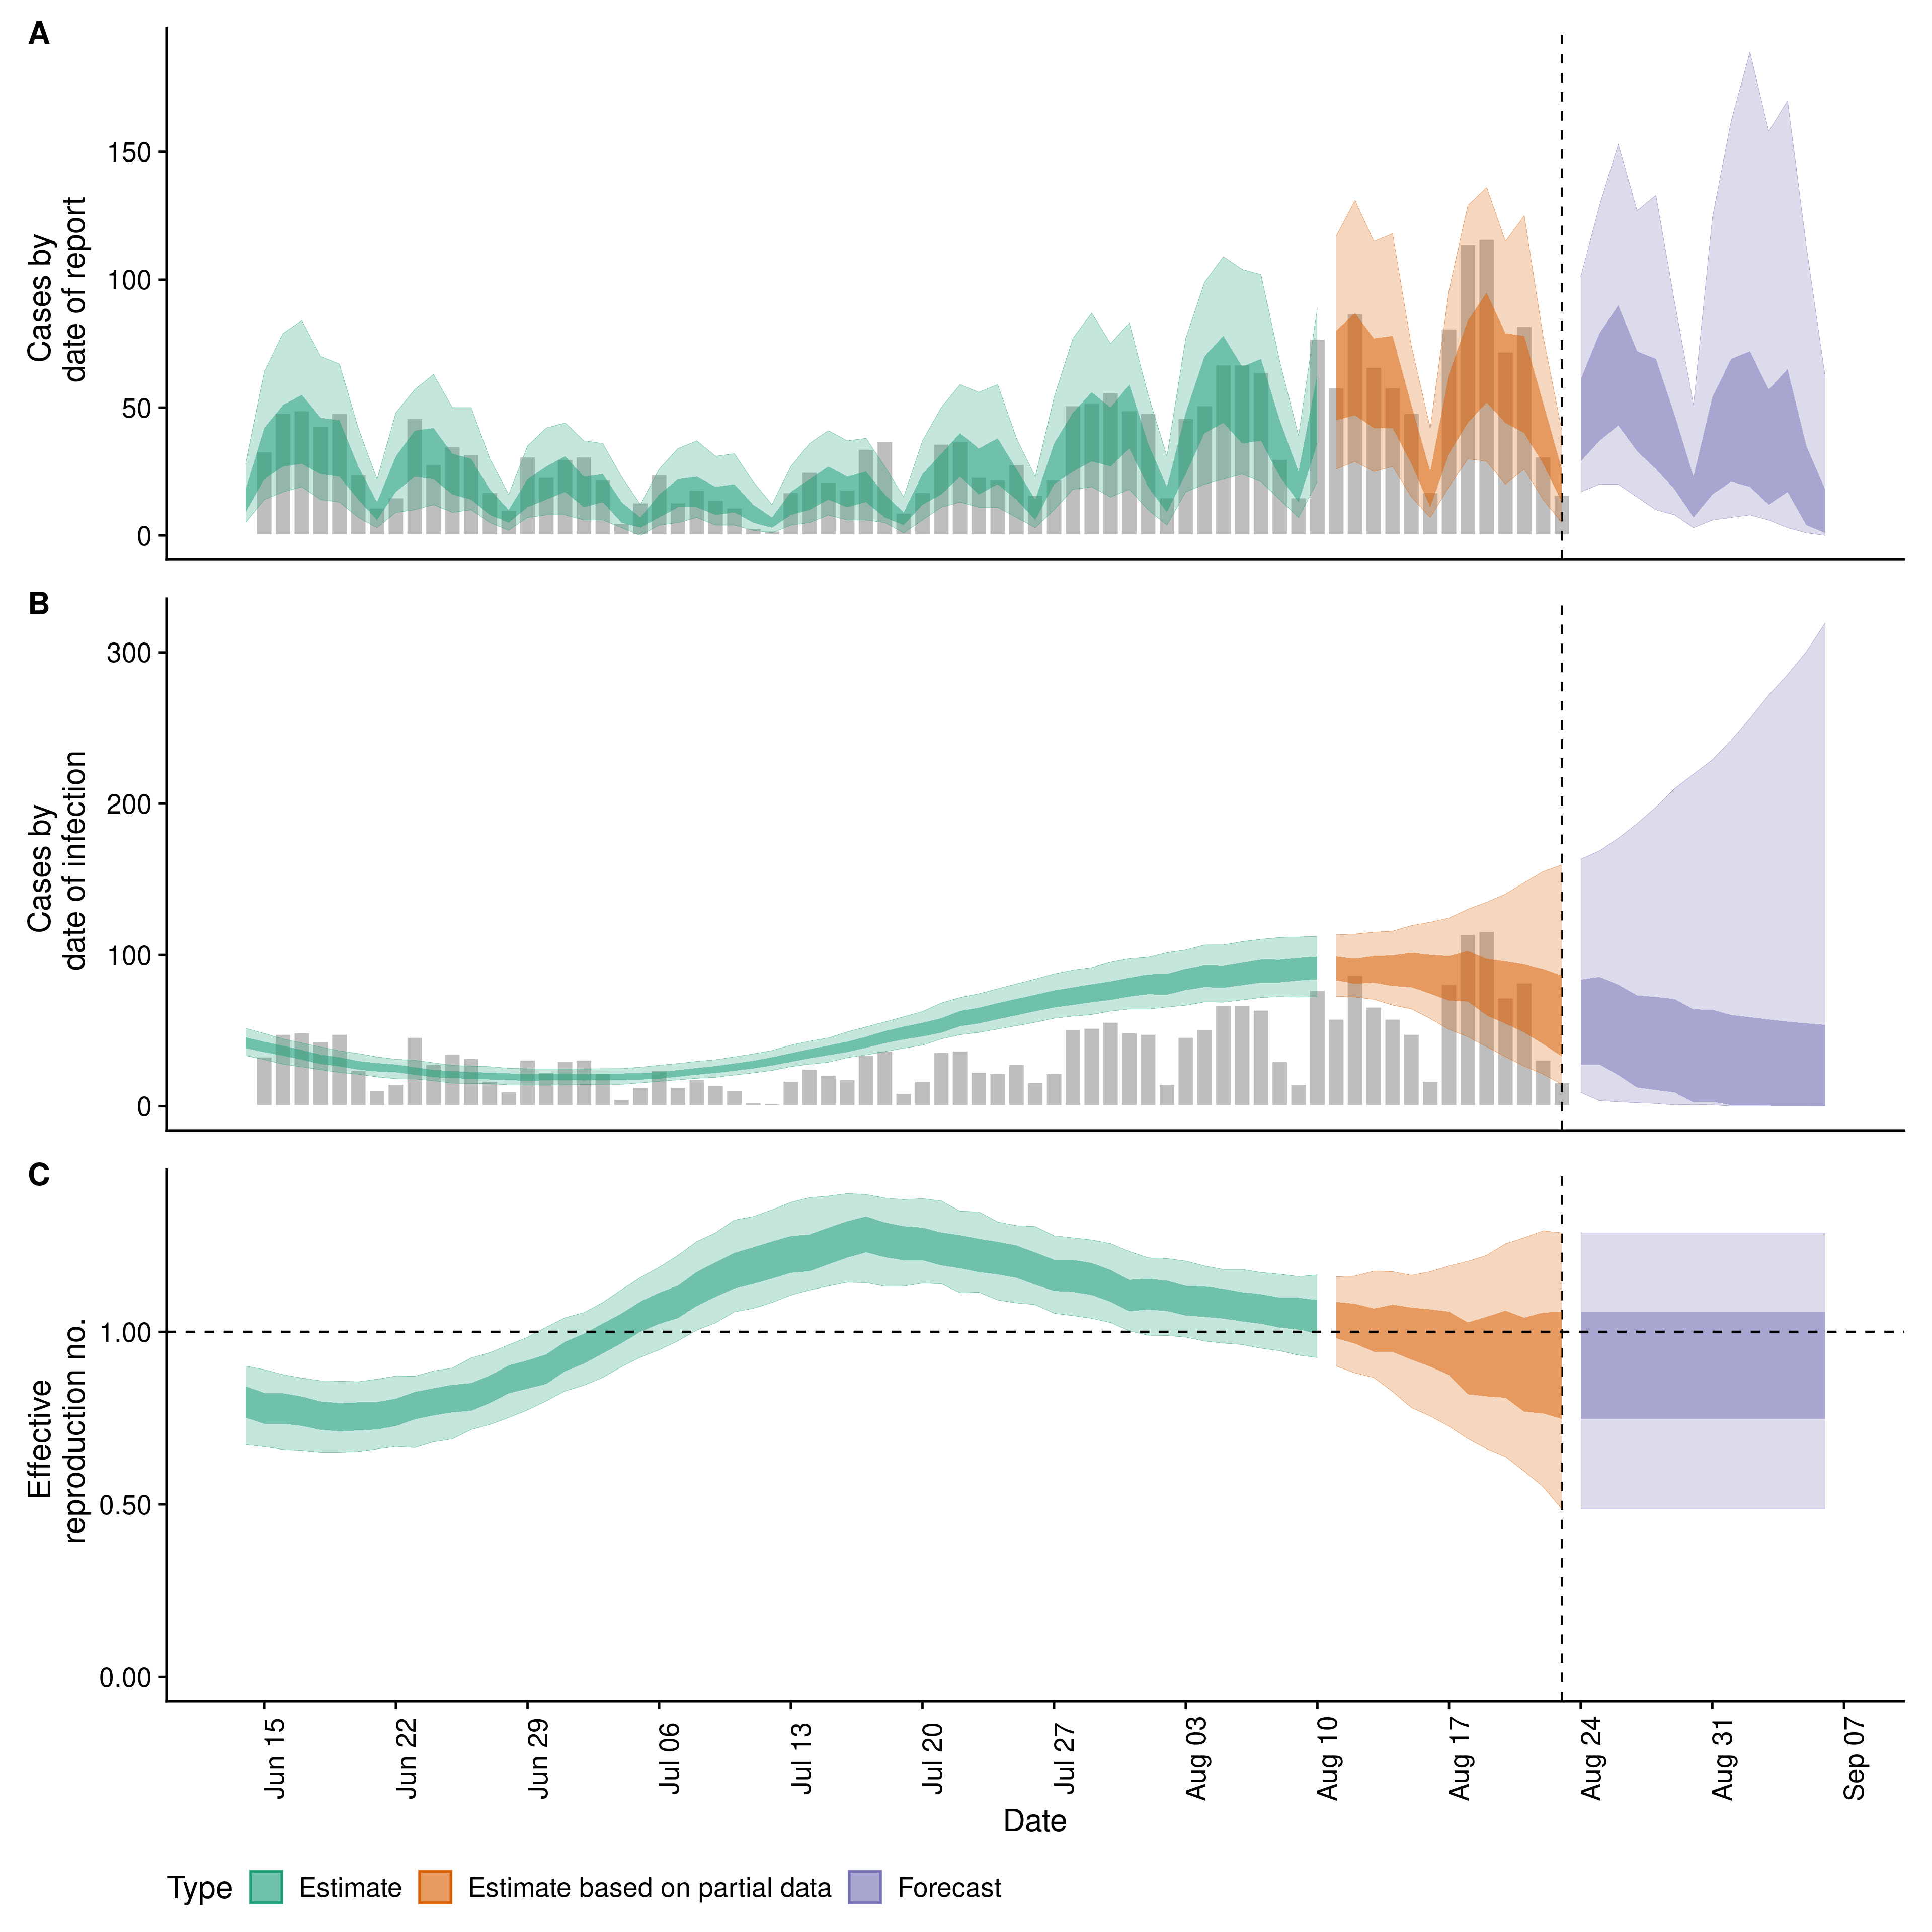 A
Cases by
date of report
150
100
50
0
B
Cases by
date of infection
300
200
100
0
C
Effective
reproduction no.
1.00
0.50
0.00
Jun 15
Jun 22
Jun 29
Jul 06
Jul 13
Jul 20
Jul 27
Aug 03
Aug 10
Aug 17
Aug 24
Aug 31
Sep 07
Date
Type Estimate Estimate based on partial data Forecast